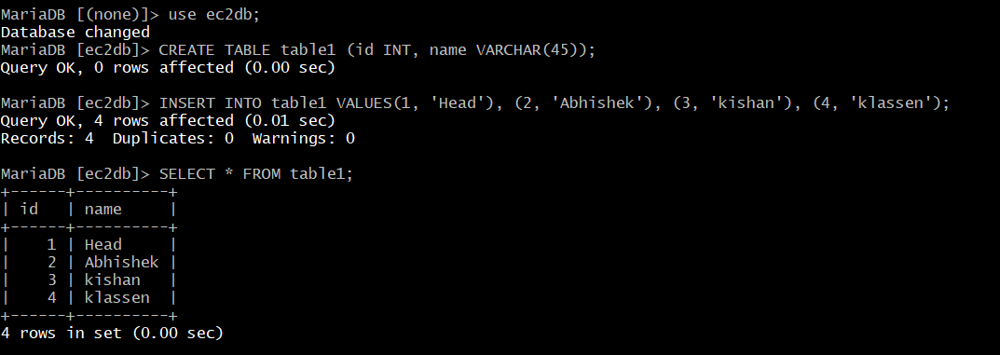 MariaDB [(none)]> use ec2db;
Database changed
MariaDB [ec2db]> CREATE TABLE table1 (id INT, name VARCHAR(45));
Query OK, 0 rows affected (0.00 sec)

MariaDB [ec2db]> INSERT INTO table1 VALUES(1, 'Head'), (2, 'Abhishek'), (3, 'kishan'), (4, 'klassen');
Query OK, 4 rows affected (0.01 sec)
Records: 4  Duplicates: 0  Warnings: 0

MariaDB [ec2db]> SELECT * FROM table1;
+------+----------+
| id   | name     |
+------+----------+
|    1 | Head     |
|    2 | Abhishek |
|    3 | kishan   |
|    4 | klassen  |
+------+----------+
4 rows in set (0.00 sec)